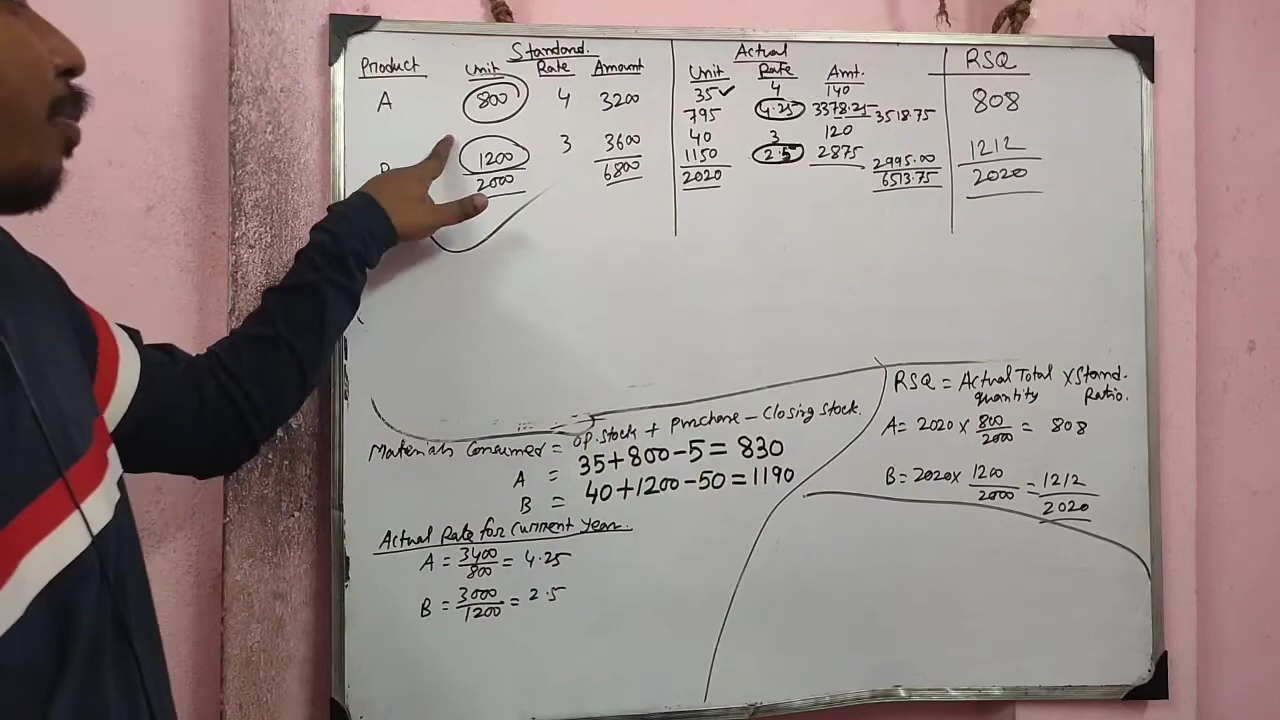 Standard. Actual RSQ
Product Unit Rate Amount Unit Rate Amt.
A 800 4 3200 35✓ 4 140 808
795 4.25 3378.25 3518.75
3 3600 40 3 120
1200 1150 2.5 2875 2995.00 1212
2000 6800 2020 6513.75 2020
RSQ = Actual Total quantity × Stand. Ratio.
A = 2020 × 800/2000 = 808
B = 2020 × 1200/2000 = 1212
2020
Materials Consumed = op. stock + purchase - closing stock.
A = 35+800-5 = 830
B = 40+1200-50 = 1190
Actual Rate for current year.
A = 3400/800 = 4.25
B = 3000/1200 = 2.5